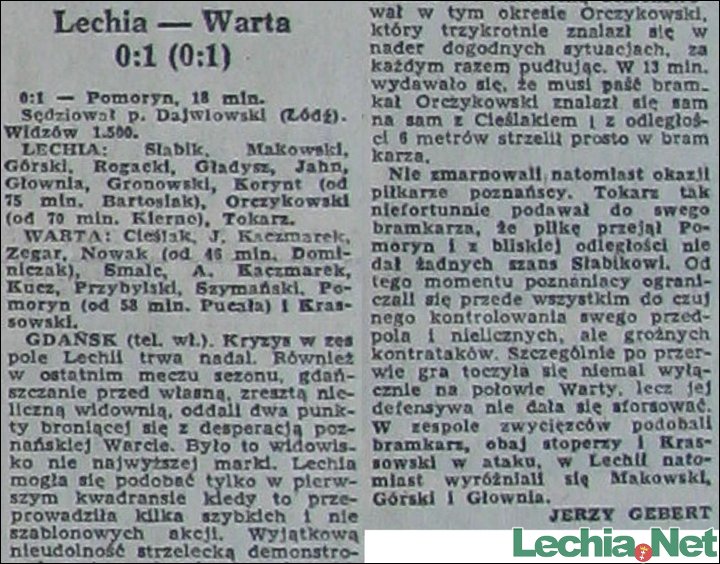 Lechia — Warta
0:1 (0:1)
0:1 — Pomoryn, 18 min.
Sędziował p. Dajwłowski (Łódź).
Widzów 1.500.
LECHIA: Słabik, Makowski,
Górski, Rogacki, Gładysz, Jahn,
Głownia, Gronowski, Korynt (od
75 min. Bartosiak), Orczykowski
(od 70 min. Kierno), Tokarz.
WARTA: Cieślak, J. Kaczmarek,
Zegar, Nowak (od 46 min. Domi-
niczak), Smalc, A. Kaczmarek,
Kucz, Przybylski, Szymański, Po-
moryn (od 58 min. Pucała) i Kras-
sowski.
GDAŃSK (tel. wł.). Kryzys w zes
pole Lechii trwa nadal. Również
w ostatnim meczu sezonu, gdań-
szczanie przed własną, zresztą nie-
liczną widownią, oddali dwa punk-
ty broniącej się z desperacją poz-
nańskiej Warcie. Było to widowis-
ko nie najwyższej marki. Lechia
mogła się podobać tylko w pierw-
szym kwadransie kiedy to prze-
prowadziła kilka szybkich i nie
szablonowych akcji. Wyjątkową
nieudolność strzelecką demonstro-
wał w tym okresie Orczykowski,
który trzykrotnie znalazł się w
nader dogodnych sytuacjach, za
każdym razem pudłując. W 13 min.
wydawało się, że musi paść bram-
ka! Orczykowski znalazł się sam
na sam z Cieślakiem i z odległoś-
ci 6 metrów strzelił prosto w bram
karza.
Nie zmarnowali natomiast okazji
piłkarze poznańscy. Tokarz tak
niefortunnie podawał do swego
bramkarza, że piłkę przejął Po-
moryn i z bliskiej odległości nie
dał żadnych szans Słabikowi. Od
tego momentu poznaniacy ograni-
czali się przede wszystkim do czuj
nego kontrolowania swego przed-
pola i nielicznych, ale groźnych
kontrataków. Szczególnie po przer-
wie gra toczyła się niemal wyłą-
cznie na połowie Warty, lecz jej
defensywa nie dała się sforsować.
W zespole zwycięzców podobali
bramkarz, obaj stoperzy i Kras-
sowski w ataku, w Lechii nato-
miast wyróżniali się Makowski,
Górski i Głownia.
JERZY GEBERT
Lechia.Net